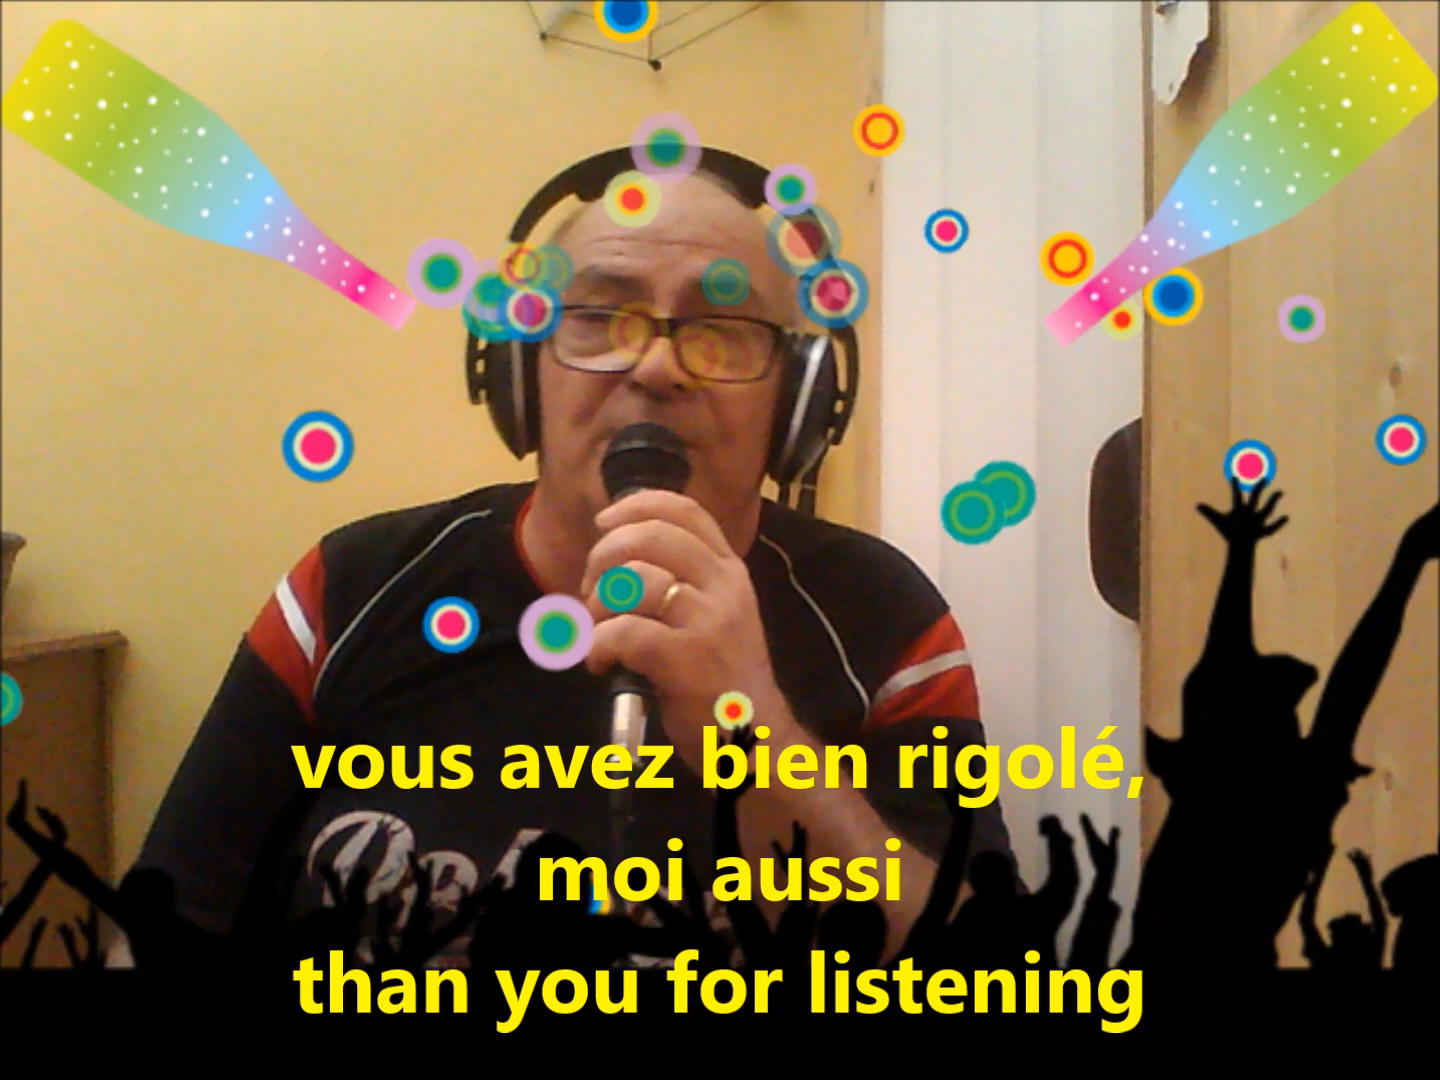 vous avez bien rigolé,
moi aussi
than you for listening